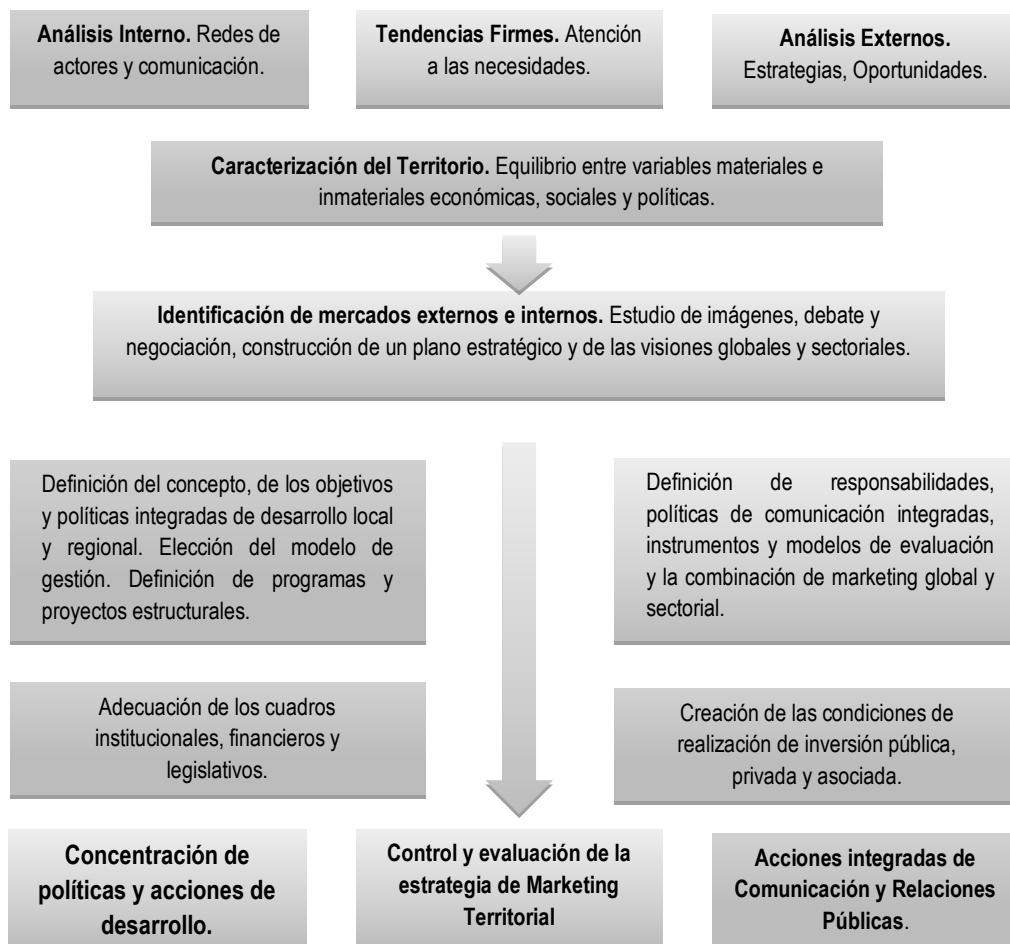 Análisis Interno. Redes de
actores y comunicación.
Tendencias Firmes. Atención
a las necesidades.
Análisis Externos.
Estrategias, Oportunidades.
Caracterización del Territorio. Equilibrio entre variables materiales e
inmateriales económicas, sociales y políticas.
Identificación de mercados externos e internos. Estudio de imágenes, debate y
negociación, construcción de un plano estratégico y de las visiones globales y sectoriales.
Definición del concepto, de los objetivos
y políticas integradas de desarrollo local
y regional. Elección del modelo de
gestión. Definición de programas y
proyectos estructurales.
Definición de responsabilidades,
políticas de comunicación integradas,
instrumentos y modelos de evaluación
y la combinación de marketing global y
sectorial.
Adecuación de los cuadros
institucionales, financieros y
legislativos.
Creación de las condiciones de
realización de inversión pública,
privada y asociada.
Concentración de
políticas y acciones de
desarrollo.
Control y evaluación de la
estrategia de Marketing
Territorial
Acciones integradas de
Comunicación y Relaciones
Públicas.